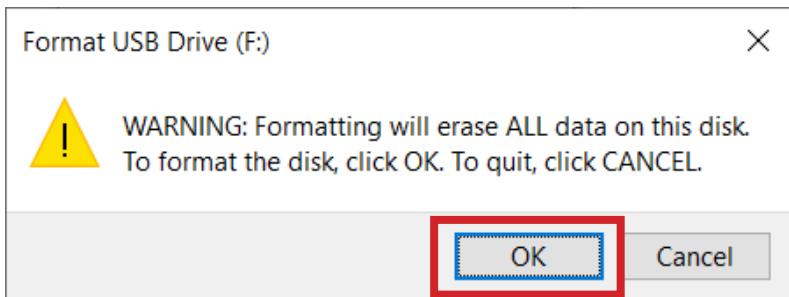 Format USB Drive (F:)
WARNING: Formatting will erase ALL data on this disk.
To format the disk, click OK. To quit, click CANCEL.
OK
Cancel